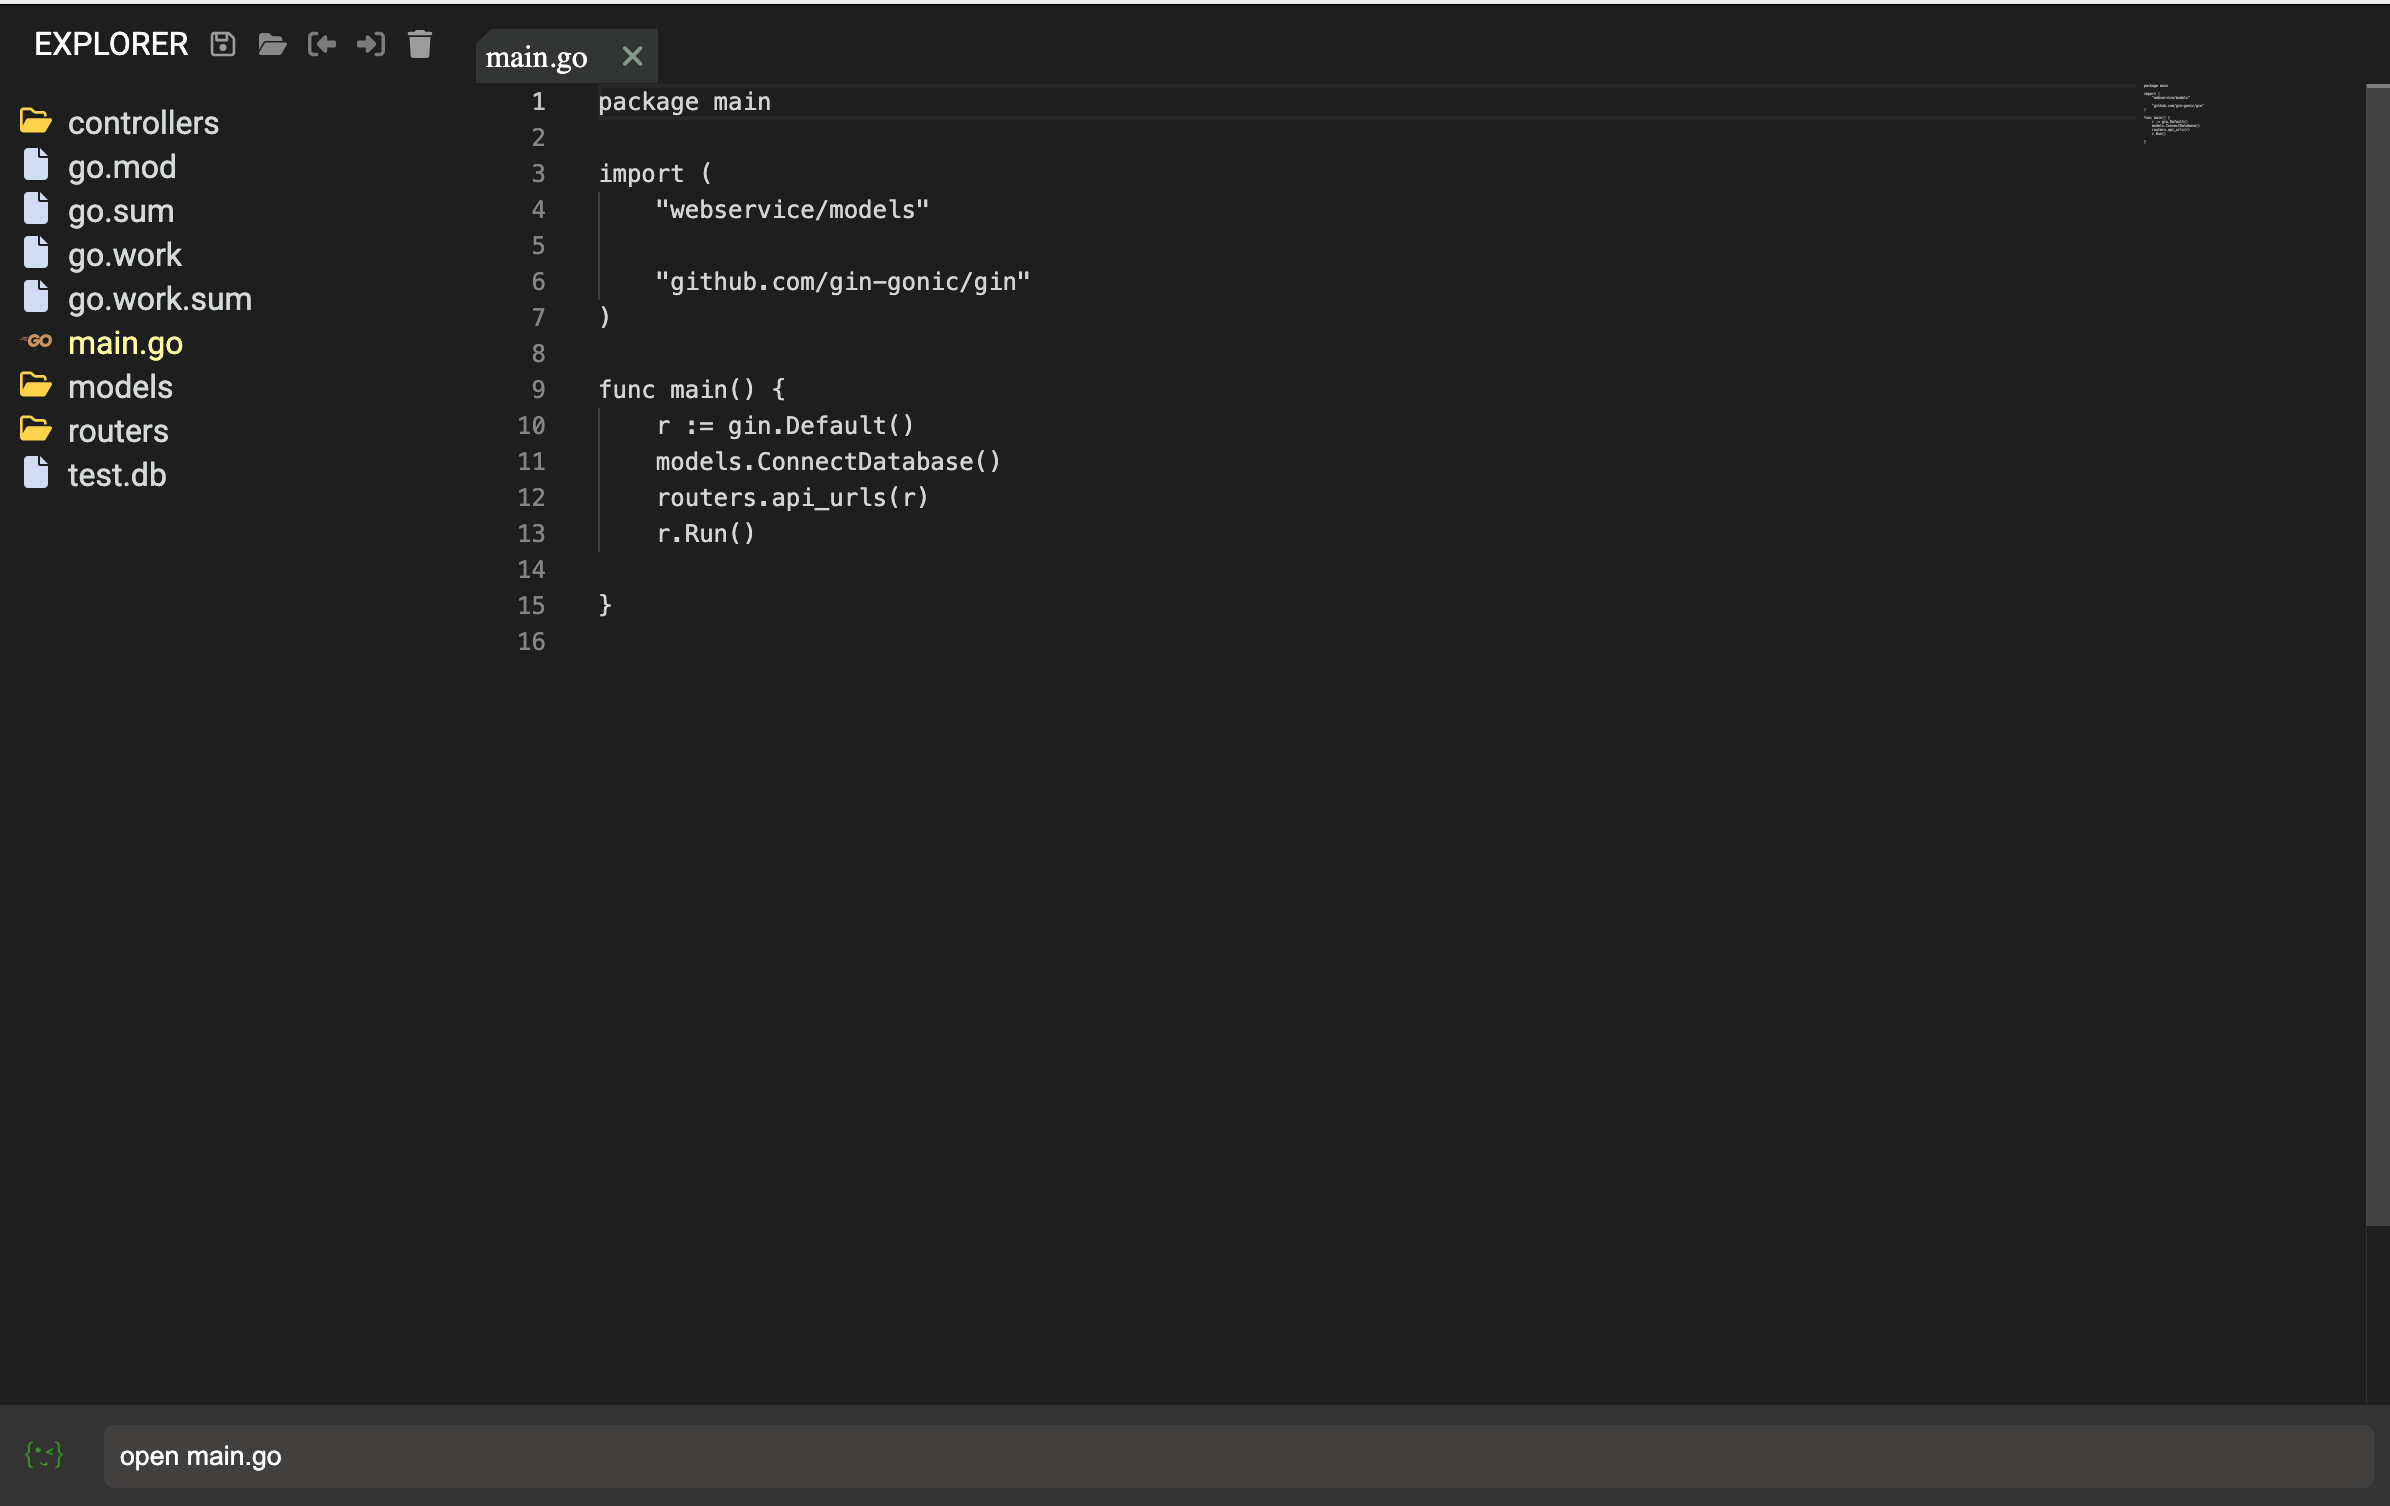 EXPLORER
controllers
go.mod
go.sum
go.work
go.work.sum
GO main.go
models
routers
test.db
main.go
1 package main
2
3 import (
4 "webservice/models"
5
6 "github.com/gin-gonic/gin"
7 )
8
9 func main() {
10 r := gin.Default()
11 models.ConnectDatabase()
12 routers.api_urls(r)
13 r.Run()
14
15 }
16
open main.go